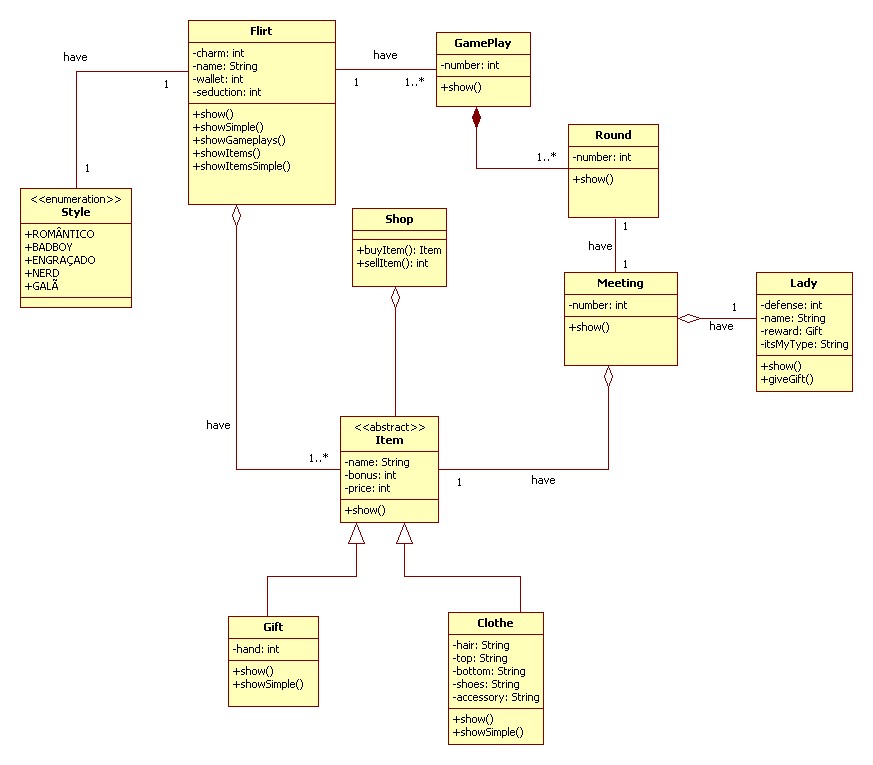 Flirt
-charm: int
-name: String
-wallet: int
-seduction: int
+show()
+showSimple()
+showGameplays()
+showItems()
+showItemsSimple()
have
1
1
have
1
1..*
GamePlay
-number: int
+show()
1..*
Round
-number: int
+show()
1
have
1
<<enumeration>>
Style
+ROMÂNTICO
+BADBOY
+ENGRAÇADO
+NERD
+GALÃ
Shop
+buyItem(): Item
+sellItem(): int
Meeting
-number: int
+show()
1
have
Lady
-defense: int
-name: String
-reward: Gift
-itsMyType: String
+show()
+giveGift()
have
1..*
<<abstract>>
Item
-name: String
-bonus: int
-price: int
+show()
1
have
Gift
-hand: int
+show()
+showSimple()
Clothe
-hair: String
-top: String
-bottom: String
-shoes: String
-accessory: String
+show()
+showSimple()